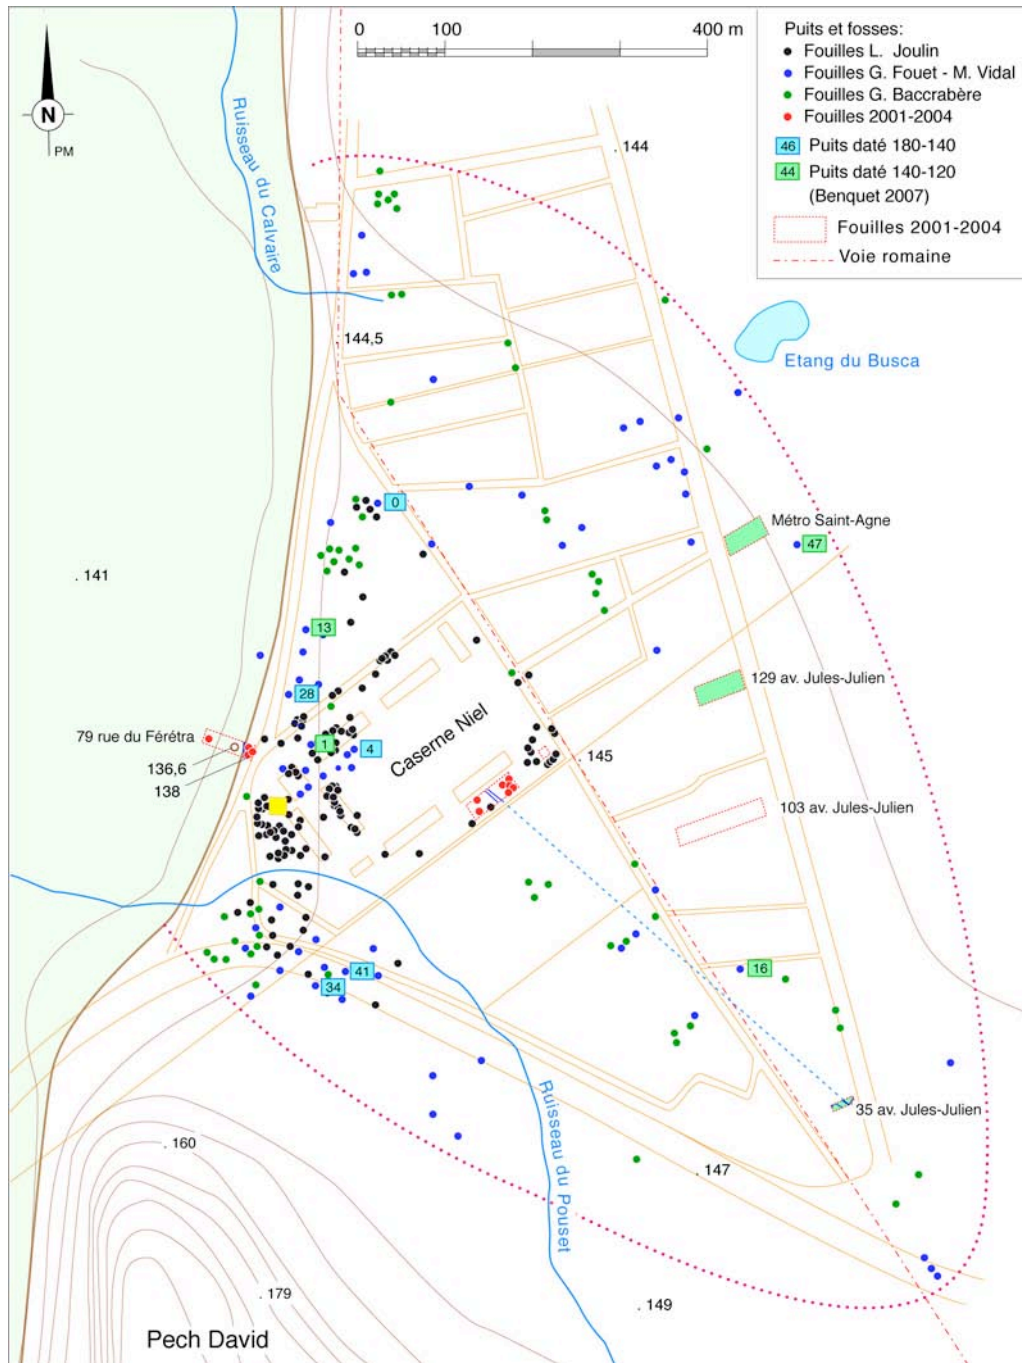 0 100 400 m
N
PM
Puits et fosses:
Fouilles L. Joulin
Fouilles G. Fouet - M. Vidal
Fouilles G. Baccrabère
Fouilles 2001-2004
46 Puits daté 180-140
44 Puits daté 140-120
(Benquet 2007)
Fouilles 2001-2004
Voie romaine
Ruisseau du Calvaire
. 144
144,5
Etang du Busca
0
Métro Saint-Agne
47
. 141
13
28
129 av. Jules-Julien
79 rue du Férétra
1
4
Caserne Niel
136,6
138
. 145
103 av. Jules-Julien
41
34
16
Ruisseau du Pouset
35 av. Jules-Julien
. 160
. 147
. 179
. 149
Pech David